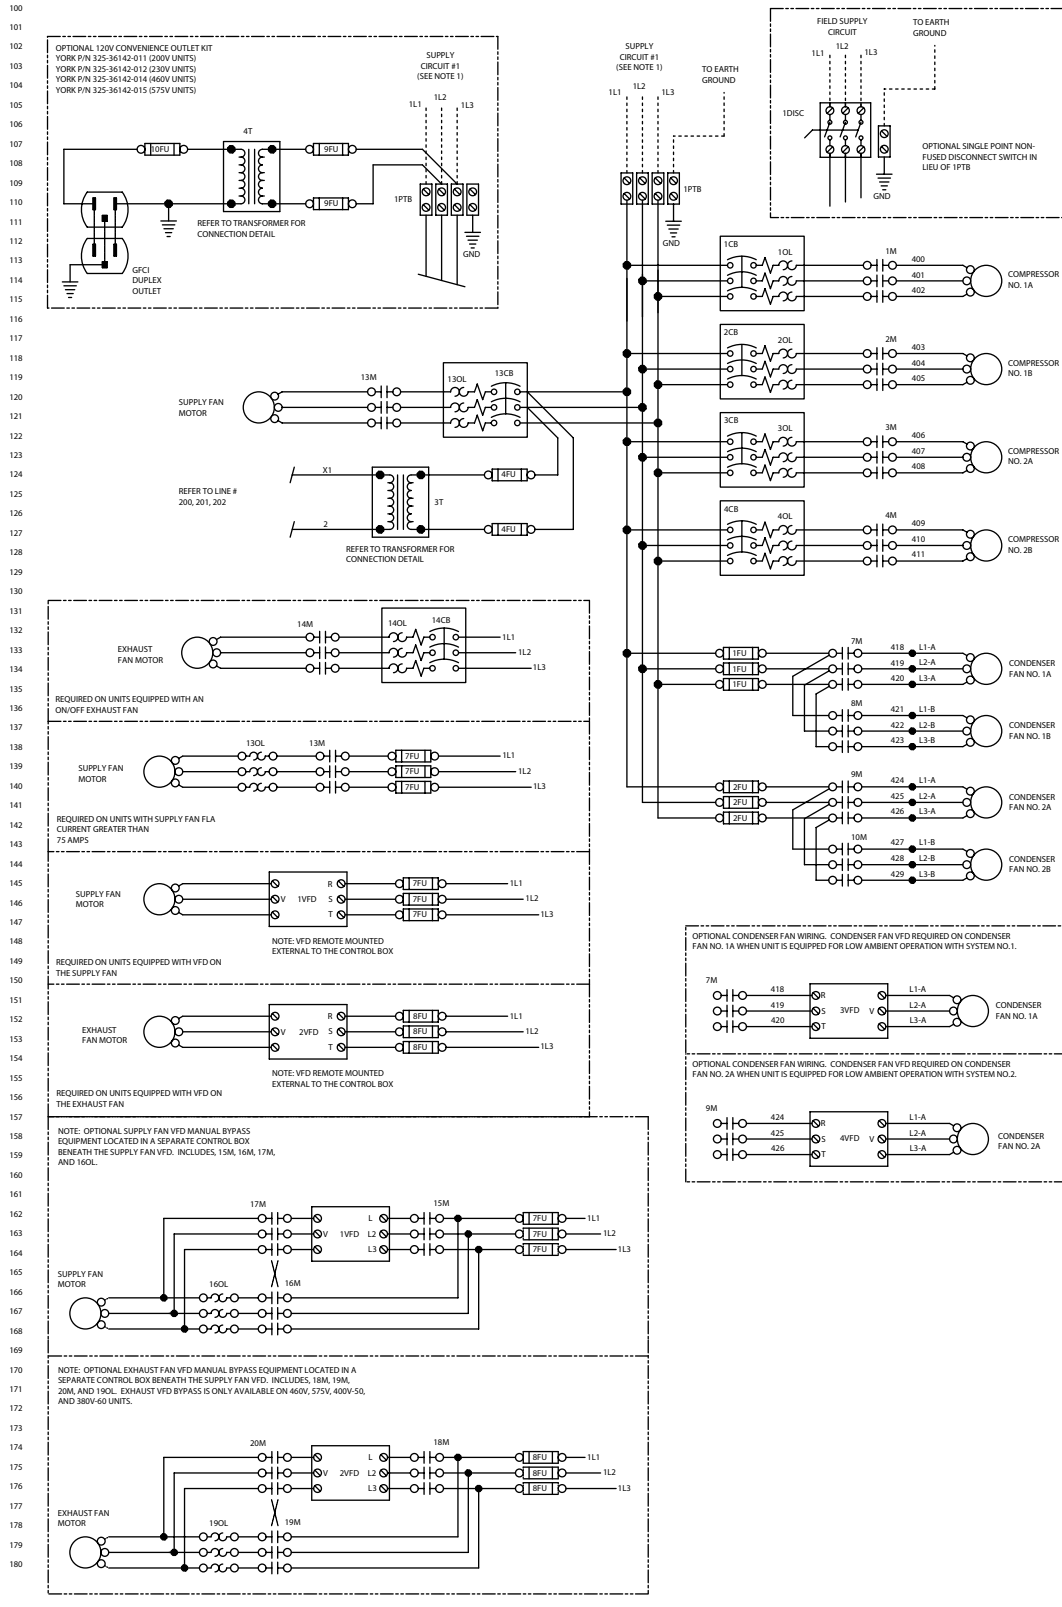 100
101
102
103
104
105
106
107
108
109
110
111
112
113
114
115
116
117
118
119
120
121
122
123
124
125
126
127
128
129
130
131
132
133
134
135
136
137
138
139
140
141
142
143
144
145
146
147
148
149
150
151
152
153
154
155
156
157
158
159
160
161
162
163
164
165
166
167
168
169
170
171
172
173
174
175
176
177
178
179
180
OPTIONAL 120V CONVENIENCE OUTLET KIT
YORK P/N 325-36142-011 (200V UNITS)
YORK P/N 325-36142-012 (230V UNITS)
YORK P/N 325-36142-014 (460V UNITS)
YORK P/N 325-36142-015 (575V UNITS)
SUPPLY
CIRCUIT #1
(SEE NOTE 1)
1L1 1L2 1L3
4T
10FU
9FU
9FU
1PTB
GND
REFER TO TRANSFORMER FOR
CONNECTION DETAIL
GFCI
DUPLEX
OUTLET
SUPPLY
CIRCUIT #1
(SEE NOTE 1)
1L1 1L2 1L3
TO EARTH
GROUND
1PTB
GND
FIELD SUPPLY
CIRCUIT
1L1 1L2 1L3
TO EARTH
GROUND
1DISC
OPTIONAL SINGLE POINT NON-
FUSED DISCONNECT SWITCH IN
LIEU OF 1PTB
GND
1CB 1OL 1M
400
401
402
COMPRESSOR
NO. 1A
2CB 2OL 2M
403
404
405
COMPRESSOR
NO. 1B
3CB 3OL 3M
406
407
408
COMPRESSOR
NO. 2A
4CB 4OL 4M
409
410
411
COMPRESSOR
NO. 2B
SUPPLY FAN
MOTOR
13M 13OL 13CB
X1
2
REFER TO LINE #
200, 201, 202
3T
4FU
4FU
REFER TO TRANSFORMER FOR
CONNECTION DETAIL
EXHAUST
FAN MOTOR
14M 14OL 14CB
1L1
1L2
1L3
REQUIRED ON UNITS EQUIPPED WITH AN
ON/OFF EXHAUST FAN
SUPPLY FAN
MOTOR
13OL 13M
7FU 1L1
7FU 1L2
7FU 1L3
REQUIRED ON UNITS WITH SUPPLY FAN FLA
CURRENT GREATER THAN
75 AMPS
SUPPLY FAN
MOTOR
R 7FU 1L1
V 1VFD S 7FU 1L2
T 7FU 1L3
NOTE: VFD REMOTE MOUNTED
EXTERNAL TO THE CONTROL BOX
REQUIRED ON UNITS EQUIPPED WITH VFD ON
THE SUPPLY FAN
EXHAUST
FAN MOTOR
R 8FU 1L1
V 2VFD S 8FU 1L2
T 8FU 1L3
NOTE: VFD REMOTE MOUNTED
EXTERNAL TO THE CONTROL BOX
REQUIRED ON UNITS EQUIPPED WITH VFD ON
THE EXHAUST FAN
NOTE: OPTIONAL SUPPLY FAN VFD MANUAL BYPASS
EQUIPMENT LOCATED IN A SEPARATE CONTROL BOX
BENEATH THE SUPPLY FAN VFD. INCLUDES, 15M, 16M, 17M,
AND 16OL.
17M 15M
L 7FU 1L1
V 1VFD L2 7FU 1L2
L3 7FU 1L3
SUPPLY FAN
MOTOR
16OL 16M
NOTE: OPTIONAL EXHAUST FAN VFD MANUAL BYPASS EQUIPMENT LOCATED IN A
SEPARATE CONTROL BOX BENEATH THE SUPPLY FAN VFD. INCLUDES, 18M, 19M,
20M, AND 19OL. EXHAUST VFD BYPASS IS ONLY AVAILABLE ON 460V, 575V, 400V-50,
AND 380V-60 UNITS.
20M 18M
L 8FU 1L1
V 2VFD L2 8FU 1L2
L3 8FU 1L3
EXHAUST FAN
MOTOR
19OL 19M
7M
1FU 418 L1-A
1FU 419 L2-A
1FU 420 L3-A
CONDENSER
FAN NO. 1A
8M
421 L1-B
422 L2-B
423 L3-B
CONDENSER
FAN NO. 1B
9M
2FU 424 L1-A
2FU 425 L2-A
2FU 426 L3-A
CONDENSER
FAN NO. 2A
10M
427 L1-B
428 L2-B
429 L3-B
CONDENSER
FAN NO. 2B
OPTIONAL CONDENSER FAN WIRING. CONDENSER FAN VFD REQUIRED ON CONDENSER
FAN NO. 1A WHEN UNIT IS EQUIPPED FOR LOW AMBIENT OPERATION WITH SYSTEM NO.1.
7M
418 R L1-A
419 S 3VFD V L2-A
420 T L3-A
CONDENSER
FAN NO. 1A
OPTIONAL CONDENSER FAN WIRING. CONDENSER FAN VFD REQUIRED ON CONDENSER
FAN NO. 2A WHEN UNIT IS EQUIPPED FOR LOW AMBIENT OPERATION WITH SYSTEM NO.2.
9M
424 R L1-A
425 S 4VFD V L2-A
426 T L3-A
CONDENSER
FAN NO. 2A